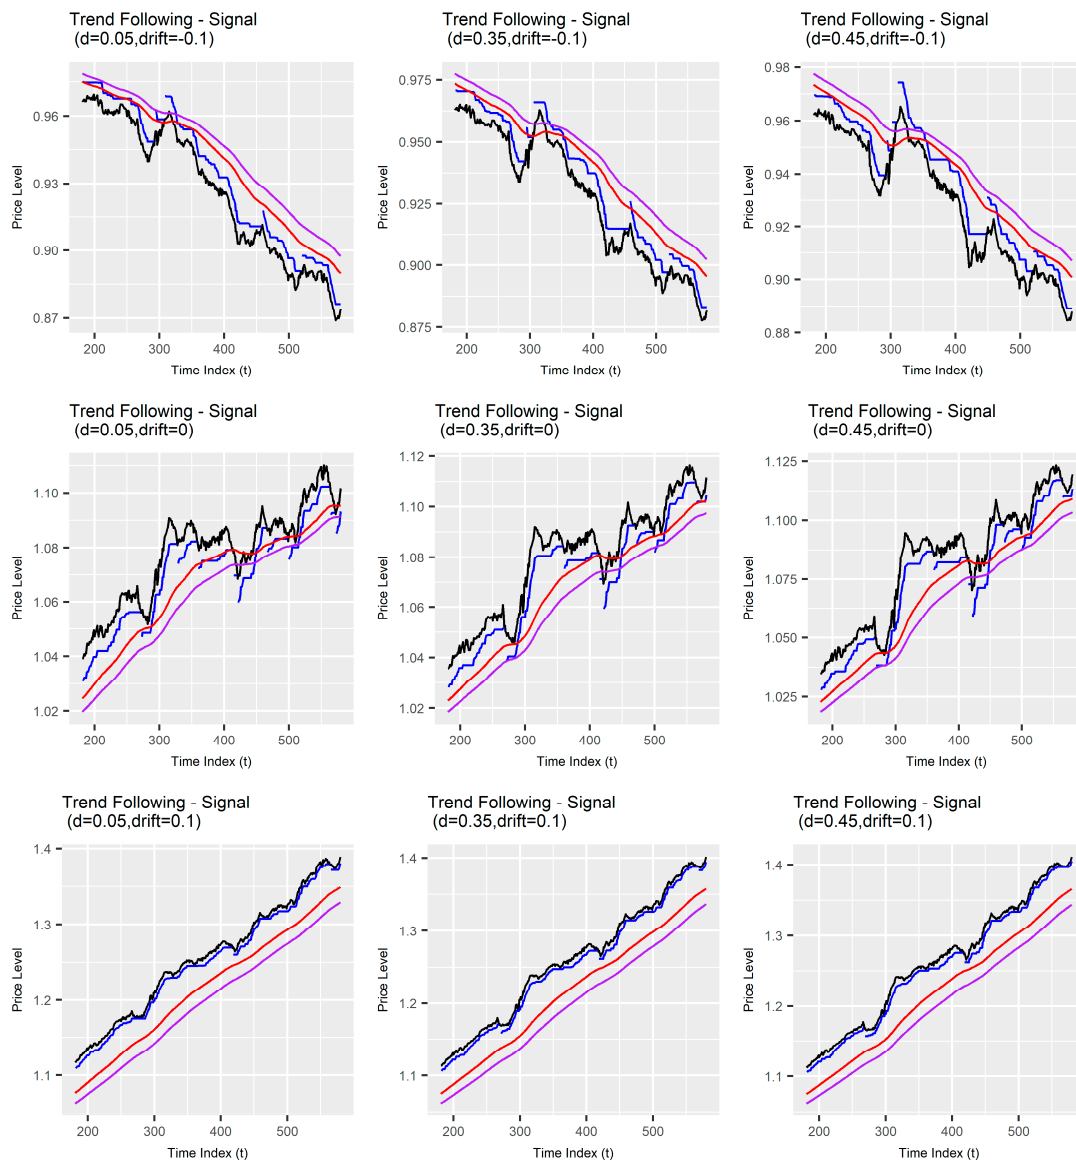 Trend Following - Signal
(d=0.05,drift=-0.1)
Price Level
0.96
0.93
0.90
0.87
200 300 400 500
Time Index (t)
Trend Following - Signal
(d=0.35,drift=-0.1)
Price Level
0.975
0.950
0.925
0.900
0.875
200 300 400 500
Time Index (t)
Trend Following - Signal
(d=0.45,drift=-0.1)
Price Level
0.98
0.96
0.94
0.92
0.90
0.88
200 300 400 500
Time Index (t)
Trend Following - Signal
(d=0.05,drift=0)
Price Level
1.10
1.08
1.06
1.04
1.02
200 300 400 500
Time Index (t)
Trend Following - Signal
(d=0.35,drift=0)
Price Level
1.12
1.10
1.08
1.06
1.04
1.02
200 300 400 500
Time Index (t)
Trend Following - Signal
(d=0.45,drift=0)
Price Level
1.125
1.100
1.075
1.050
1.025
200 300 400 500
Time Index (t)
Trend Following - Signal
(d=0.05,drift=0.1)
Price Level
1.4
1.3
1.2
1.1
200 300 400 500
Time Index (t)
Trend Following - Signal
(d=0.35,drift=0.1)
Price Level
1.4
1.3
1.2
1.1
200 300 400 500
Time Index (t)
Trend Following - Signal
(d=0.45,drift=0.1)
Price Level
1.4
1.3
1.2
1.1
200 300 400 500
Time Index (t)